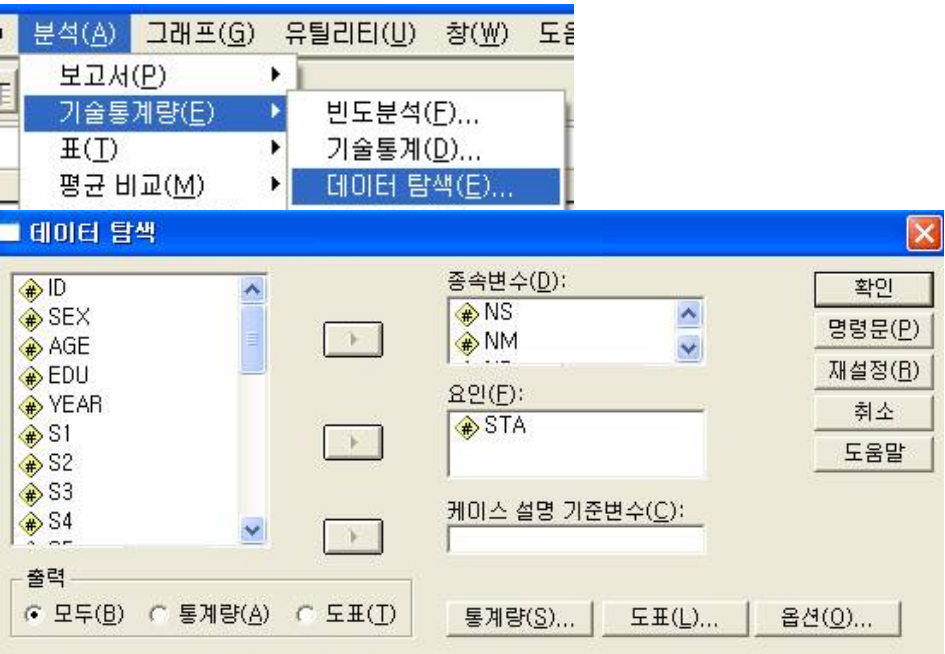 분석(A) 그래프(G) 유틸리티(U) 창(W)
보고서(P)
기술통계량(E)
빈도분석(F)...
표(T)
기술통계(D)...
평균 비교(M)
데이터 탐색(E)...
데이터 탐색
ID
SEX
AGE
EDU
YEAR
S1
S2
S3
S4
종속변수(D):
NS
NM
요인(F):
STA
케이스 설명 기준변수(C):
확인
명령문(P)
재설정(R)
취소
도움말
출력
모두(B) 통계량(A) 도표(T)
통계량(S)... 도표(L)... 옵션(O)...